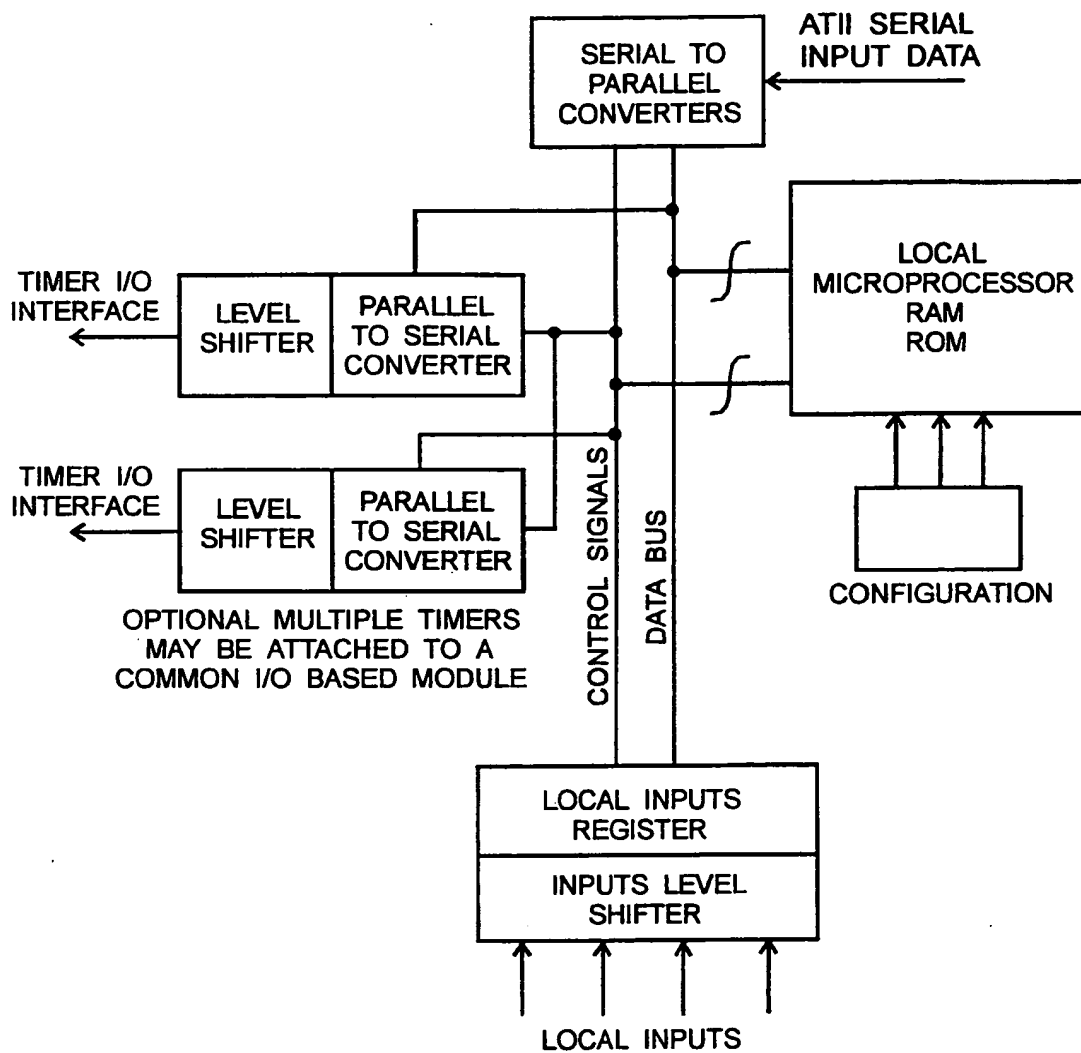 ATII SERIAL
INPUT DATA
SERIAL TO
PARALLEL
CONVERTERS
LOCAL
MICROPROCESSOR
RAM
ROM
TIMER I/O
INTERFACE
LEVEL
SHIFTER
PARALLEL
TO SERIAL
CONVERTER
TIMER I/O
INTERFACE
LEVEL
SHIFTER
PARALLEL
TO SERIAL
CONVERTER
CONTROL SIGNALS
DATA BUS
CONFIGURATION
OPTIONAL MULTIPLE TIMERS
MAY BE ATTACHED TO A
COMMON I/O BASED MODULE
LOCAL INPUTS
REGISTER
INPUTS LEVEL
SHIFTER
LOCAL INPUTS